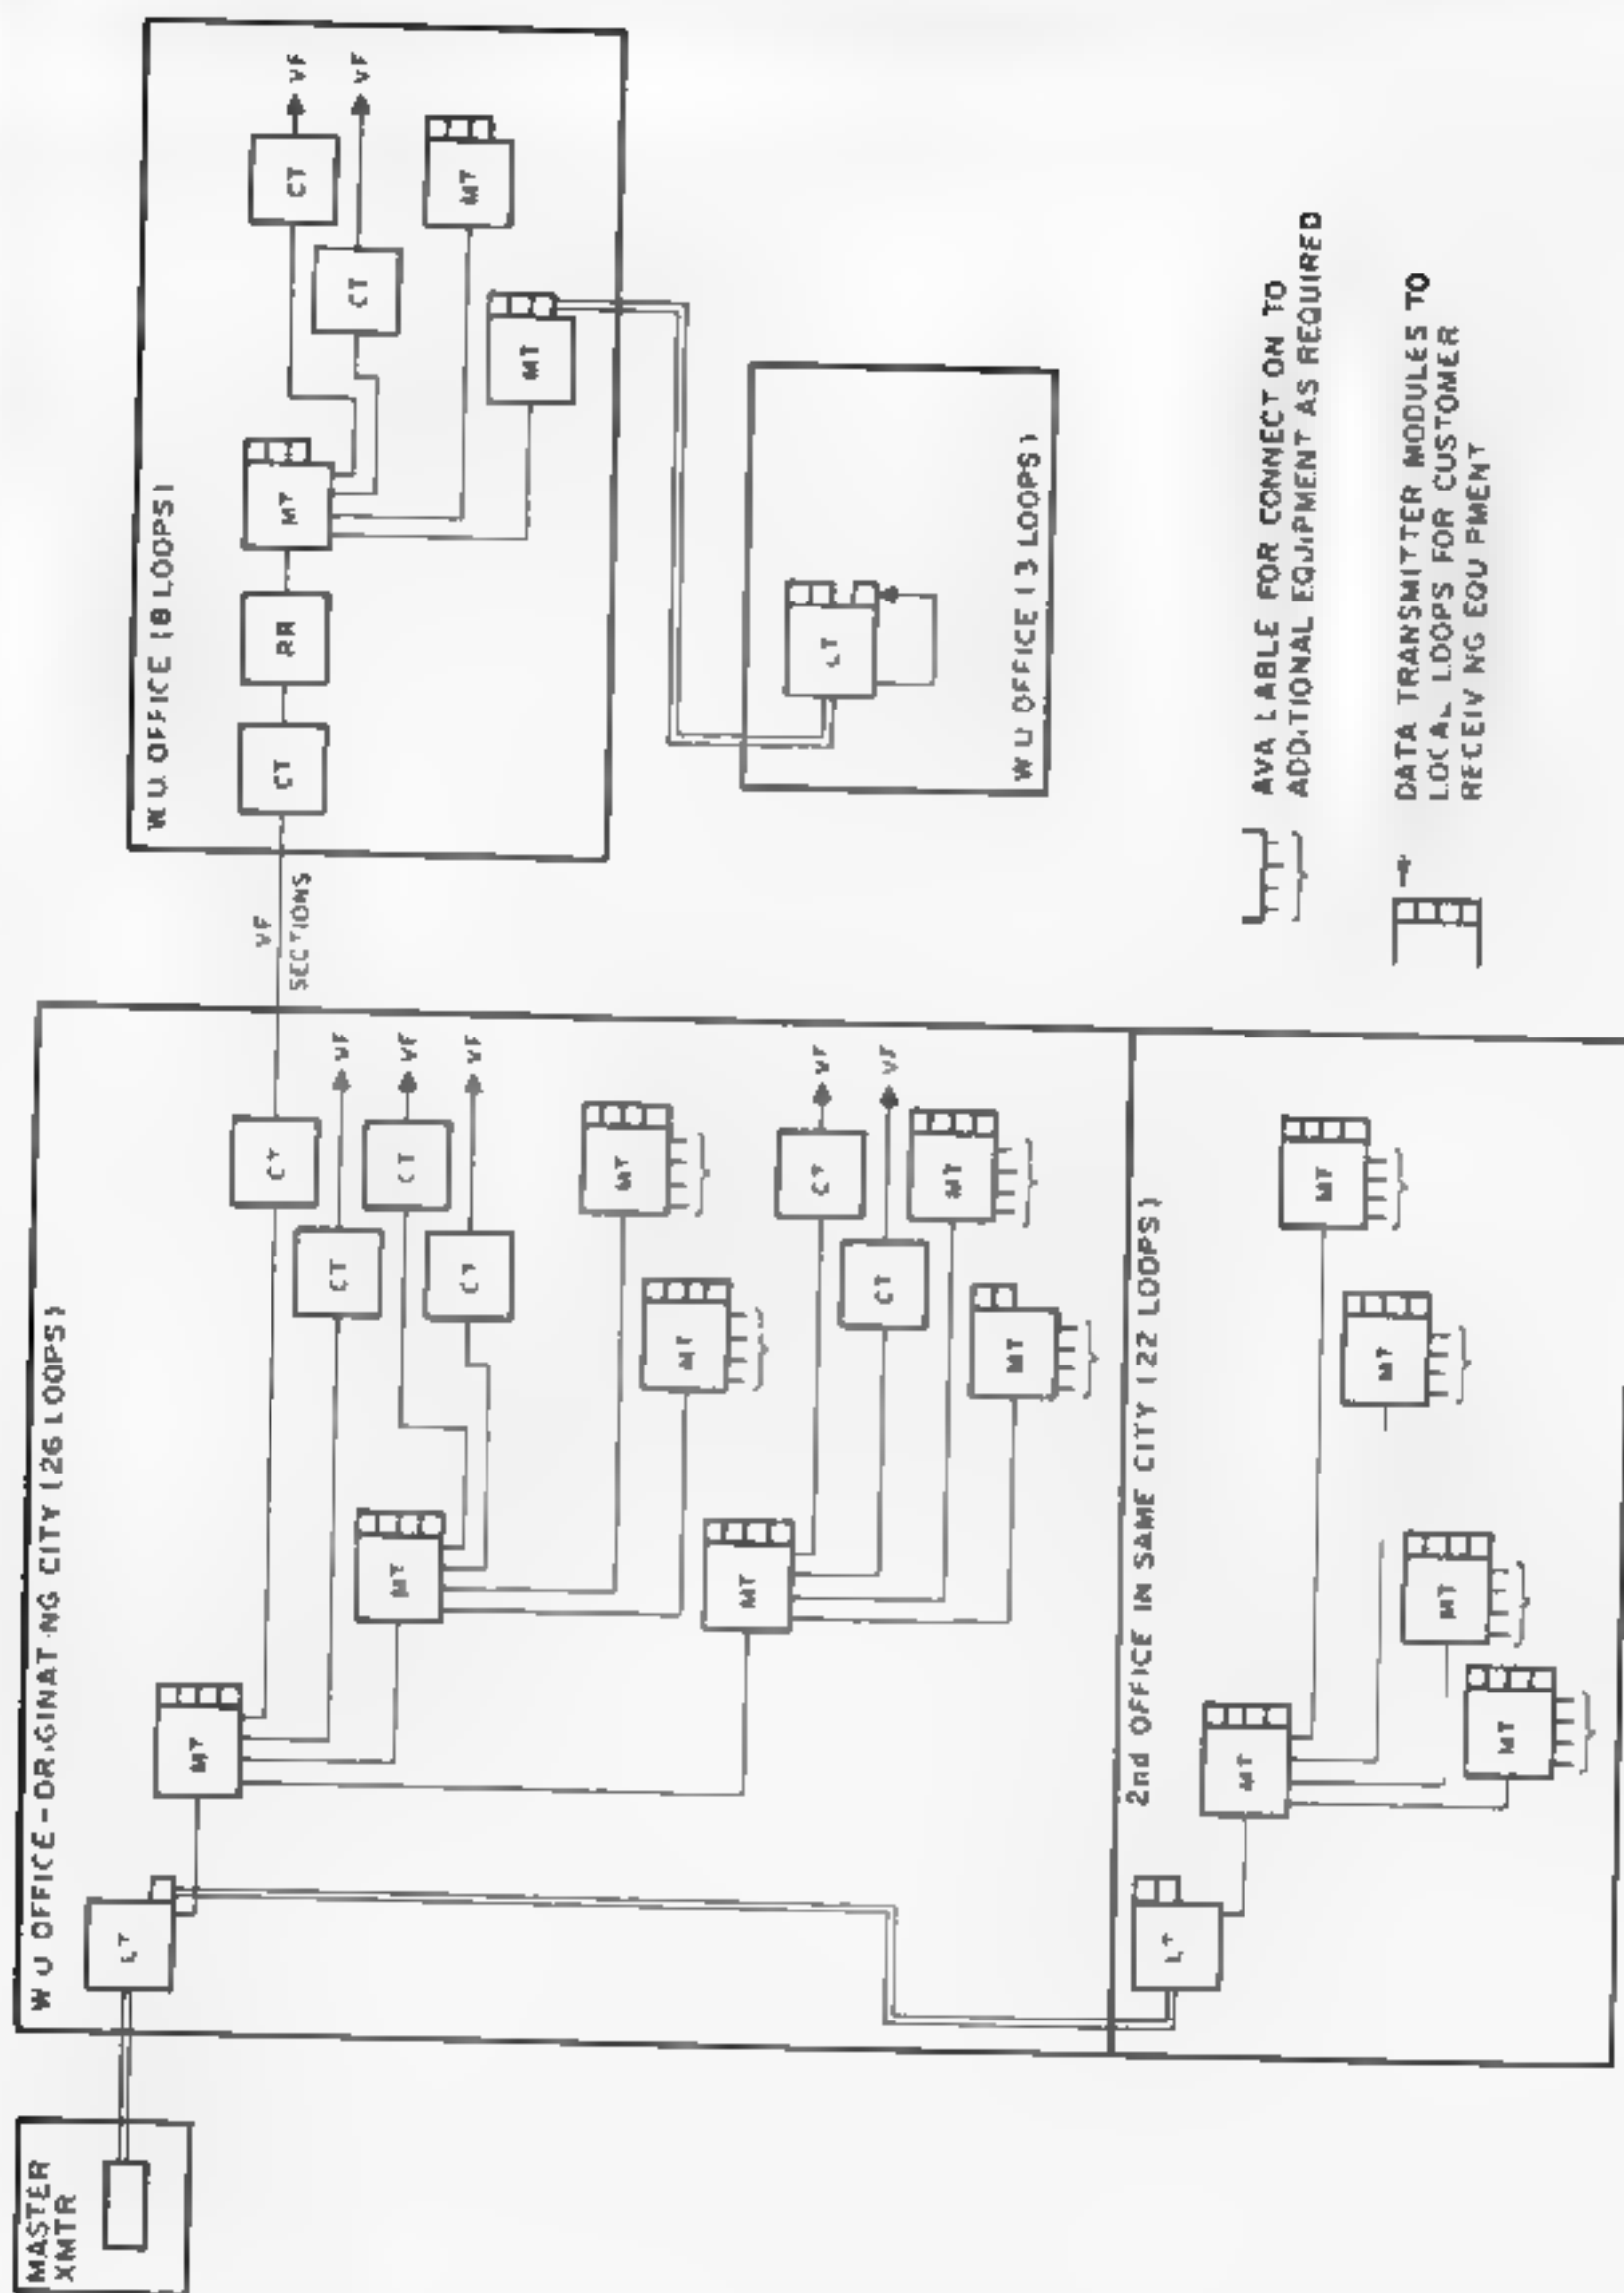 MASTER
XMTR
W U OFFICE - ORIGINATING CITY (26 LOOPS)
LT
MT
CT
CT
VF
MT
CT
VF
CT
VF
MT
MT
MT
CT
VF
CT
VF
MT
MT
VF
SECTIONS
W U OFFICE (8 LOOPS)
CT
RR
MT
CT
VF
CT
VF
MT
MT
W U OFFICE (3 LOOPS)
LT
2nd OFFICE IN SAME CITY (22 LOOPS)
LT
MT
MT
MT
MT
MT
AVAILABLE FOR CONNECTION TO
ADDITIONAL EQUIPMENT AS REQUIRED
DATA TRANSMITTER MODULES TO
LOCAL LOOPS FOR CUSTOMER
RECEIVING EQUIPMENT